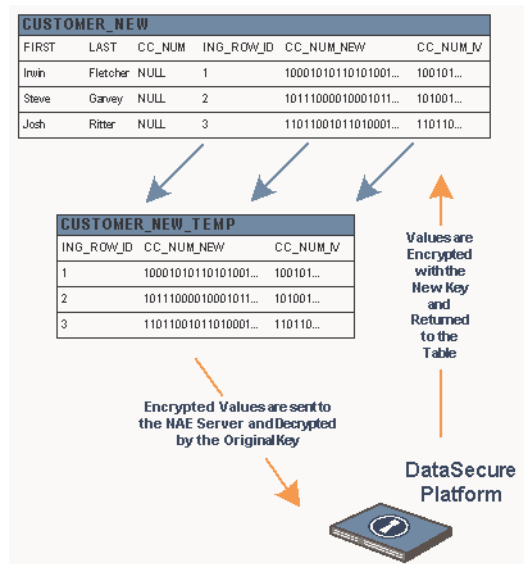 CUSTOMER_NEW
FIRST LAST CC_NUM ING_ROW_ID CC_NUM_NEW CC_NUM_IV
Irwin Fletcher NULL 1 10001010110101001... 100101...
Steve Garvey NULL 2 10111000010001011... 101001...
Josh Ritter NULL 3 11011001011010001... 110110...
CUSTOMER_NEW_TEMP
ING_ROW_ID CC_NUM_NEW CC_NUM_IV
1 10001010110101001... 100101...
2 10111000010001011... 101001...
3 11011001011010001... 110110...
Values are
Encrypted
with the
New Key
and
Returned
to the
Table
Encrypted Values are sent to
the NAE Server and Decrypted
by the Original Key
DataSecure
Platform